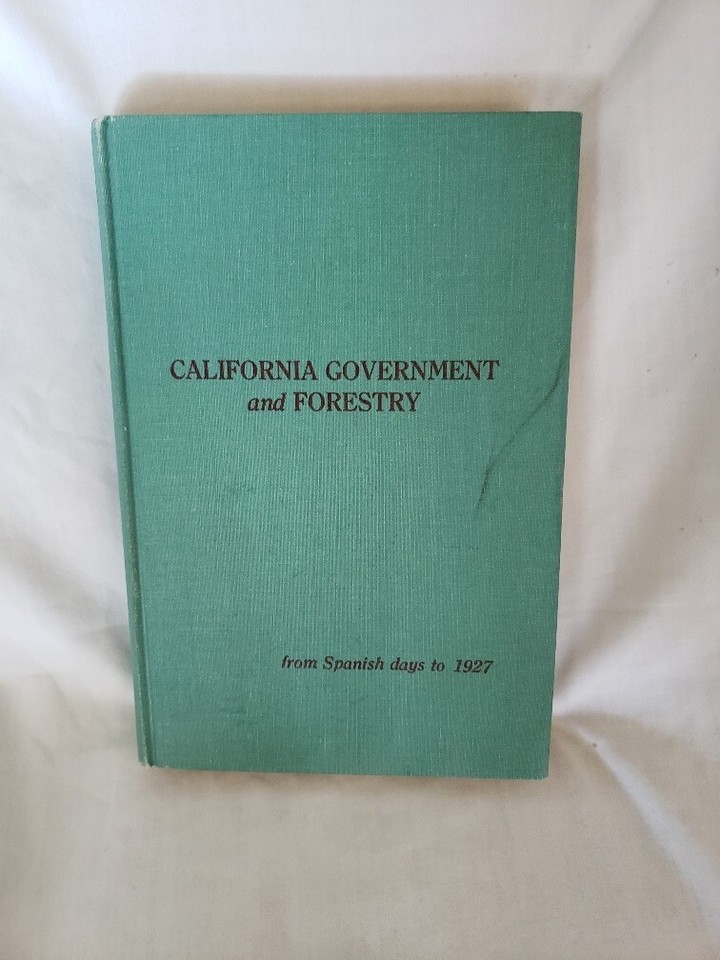 CALIFORNIA GOVERNMENT
and FORESTRY
from Spanish days to 1927